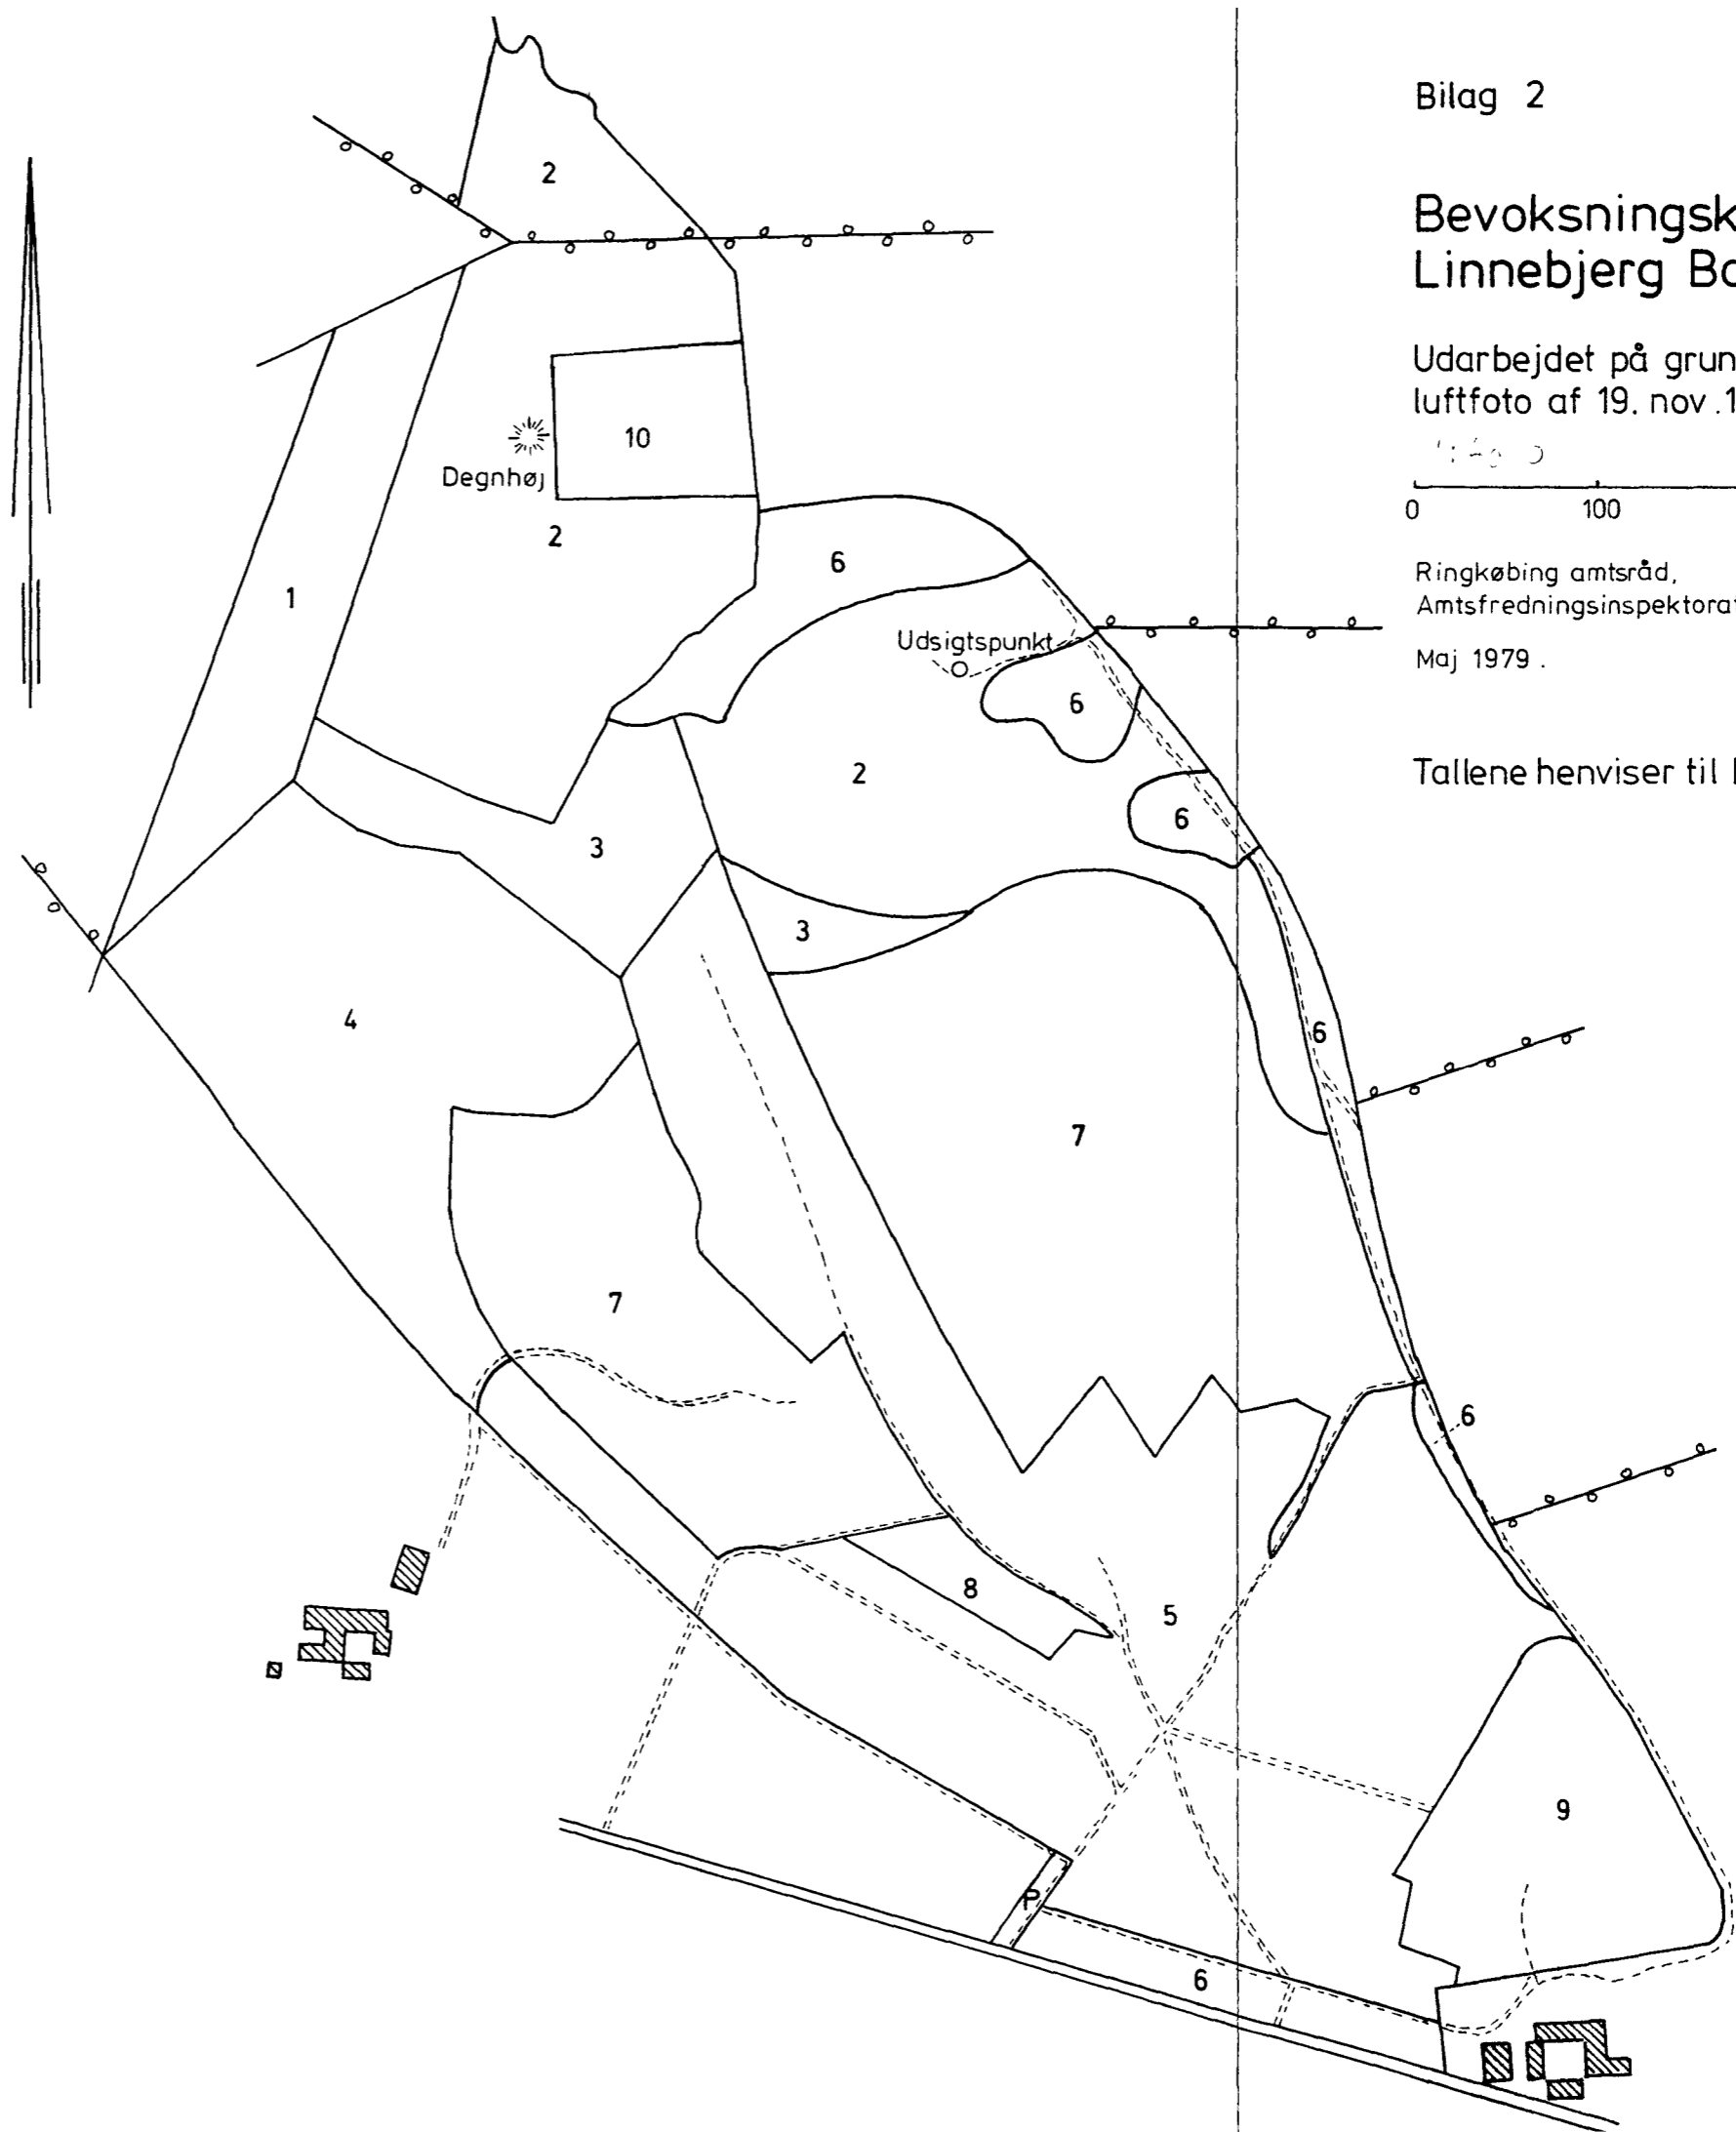 Bilag 2
Bevoksningsk
Linnebjerg Ba
Udarbejdet på grun
luftfoto af 19. nov. 1
0 100
Ringkøbing amtsråd,
Amtsfredningsinspektorat
Maj 1979.
Tallene henviser til
2
10
Degnhøj
2
6
1
Udsigtspunkt
6
2
6
3
3
4
6
7
7
6
8
5
9
P
6